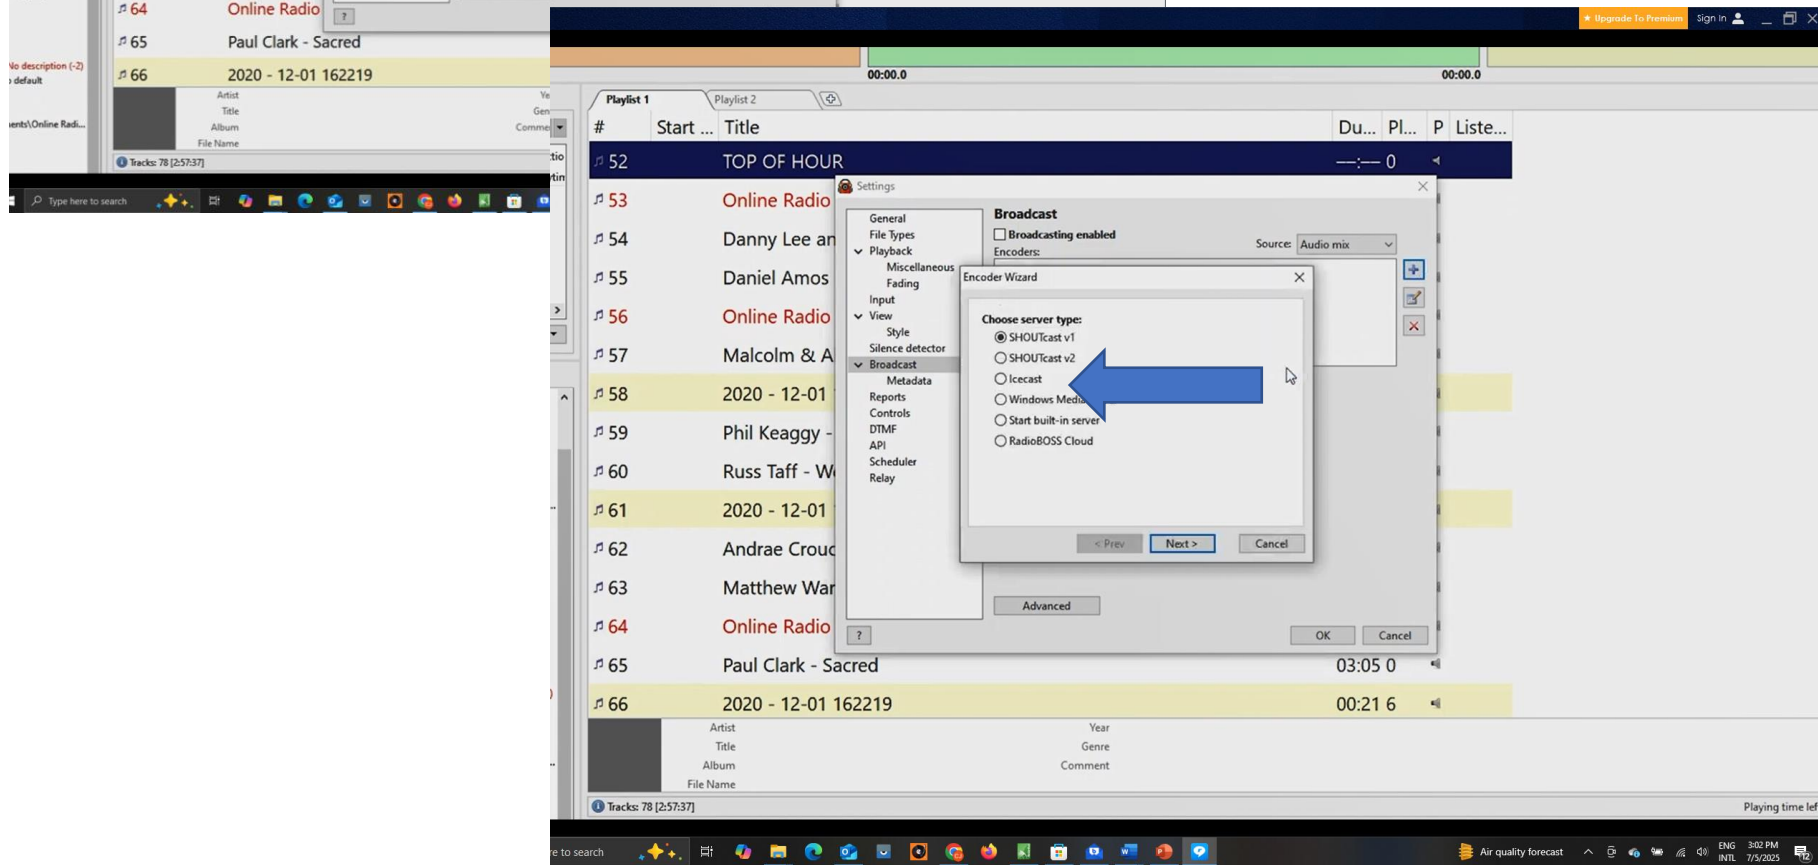 64 Online Radio
?
65 Paul Clark - Sacred
66 2020 - 12-01 162219
No description (-2)
default
ents\Online Radi...
Artist
Title
Album
File Name
Tracks: 78 [2:57:37]
Type here to search
Upgrade To Premium Sign In
00:00.0 00:00.0
Playlist 1 Playlist 2
# Start ... Title Du... Pl... P Liste...
52 TOP OF HOUR --:-- 0
53 Online Radio
54 Danny Lee an
55 Daniel Amos
56 Online Radio
57 Malcolm & A
58 2020 - 12-01
59 Phil Keaggy -
60 Russ Taff - W
61 2020 - 12-01
62 Andrae Crouc
63 Matthew War
64 Online Radio
65 Paul Clark - Sacred 03:05 0
66 2020 - 12-01 162219 00:21 6
Settings
General
File Types
Playback
Miscellaneous
Fading
Input
View
Style
Silence detector
Broadcast
Metadata
Reports
Controls
DTMF
API
Scheduler
Relay
Broadcast
Broadcasting enabled
Source: Audio mix
Encoders:
Encoder Wizard
Choose server type:
SHOUTcast v1
SHOUTcast v2
Icecast
Windows Media
Start built-in server
RadioBOSS Cloud
< Prev Next > Cancel
Advanced
? OK Cancel
Artist Year
Title Genre
Album Comment
File Name
Tracks: 78 [2:57:37] Playing time lef
re to search
Air quality forecast
ENG 3:02 PM
INTL 7/5/2025